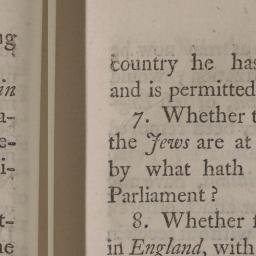 ng
in
a-
e-
i-
t-
he
country he has
and is permitted
7. Whether t
the Jews are at
by what hath
Parliament ?
8. Whether f
in England, with